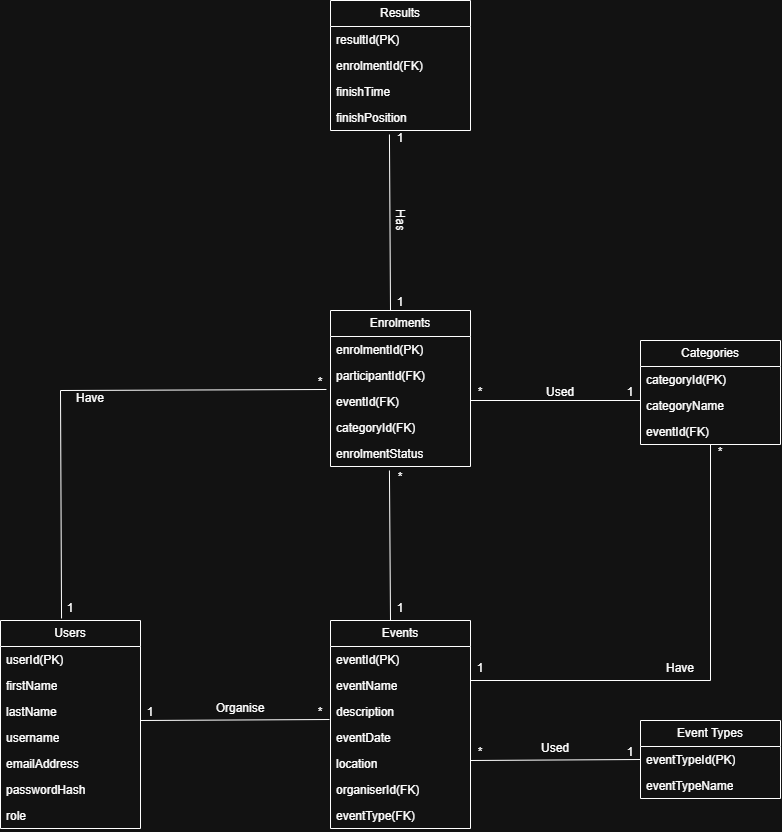 Results
resultId(PK)
enrolmentId(FK)
finishTime
finishPosition
1
Has
1
Enrolments
enrolmentId(PK)
participantId(FK)
eventId(FK)
categoryId(FK)
enrolmentStatus
*
Have
1
*
Used
1
Categories
categoryId(PK)
categoryName
eventId(FK)
*
*
1
Users
userId(PK)
firstName
lastName
username
emailAddress
passwordHash
role
1
Organise
*
Events
eventId(PK)
eventName
description
eventDate
location
organiserId(FK)
eventType(FK)
1
Have
*
Used
1
Event Types
eventTypeId(PK)
eventTypeName